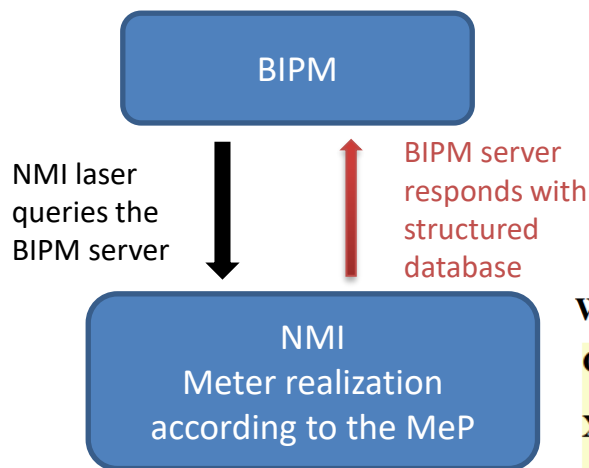 BIPM
NMI laser
queries the
BIPM server
BIPM server
responds with
structured
database
NMI
Meter realization
according to the MeP